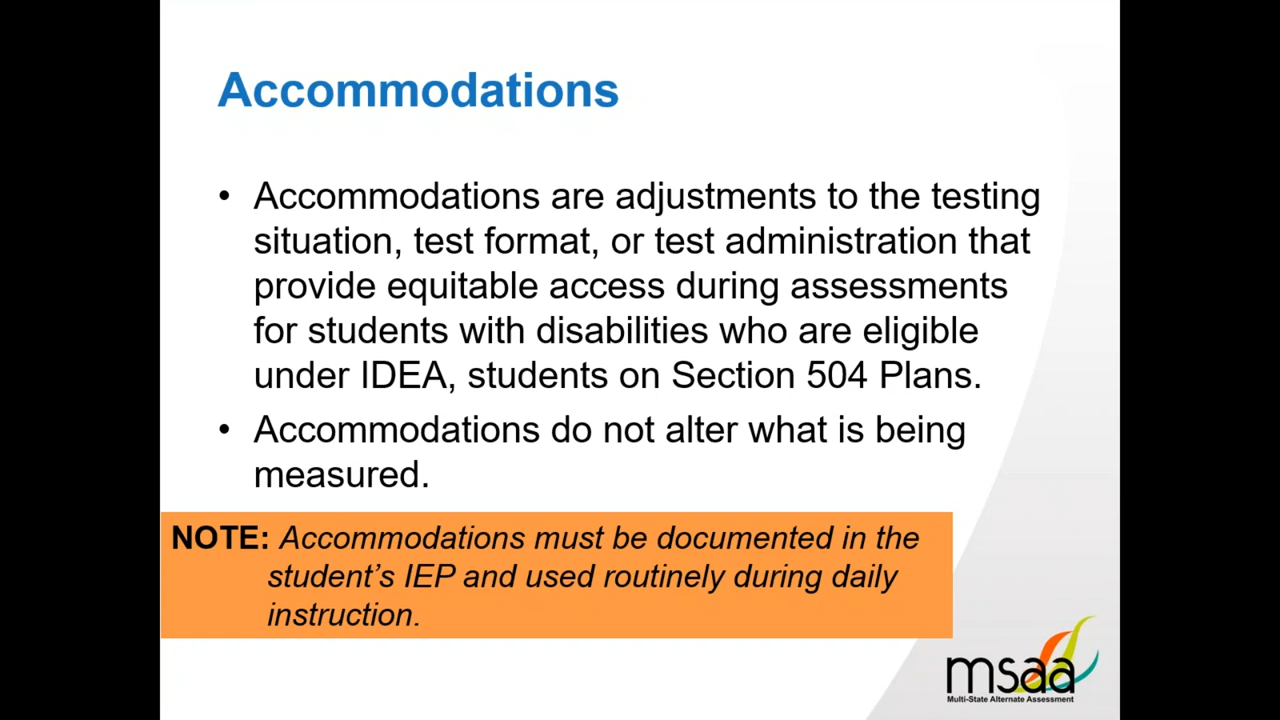 Accommodations
• Accommodations are adjustments to the testing
situation, test format, or test administration that
provide equitable access during assessments
for students with disabilities who are eligible
under IDEA, students on Section 504 Plans.
• Accommodations do not alter what is being
measured.
NOTE: Accommodations must be documented in the
student’s IEP and used routinely during daily
instruction.
msaa
Multi-State Alternate Assessment